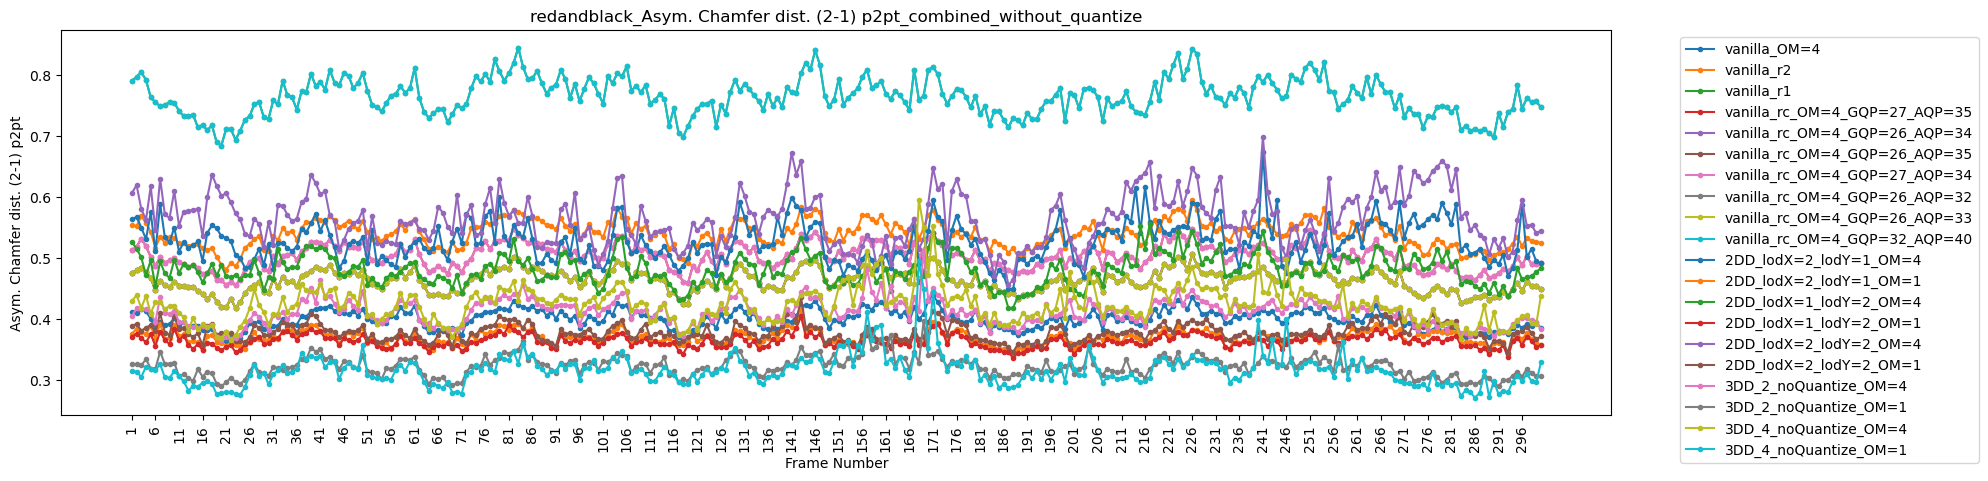 redandblack_Asym. Chamfer dist. (2-1) p2pt_combined_without_quantize
Asym. Chamfer dist. (2-1) p2pt
0.8
0.7
0.6
0.5
0.4
0.3
1 6 11 16 21 26 31 36 41 46 51 56 61 66 71 76 81 86 91 96 101 106 111 116 121 126 131 136 141 146 151 156 161 166 171 176 181 186 191 196 201 206 211 216 221 226 231 236 241 246 251 256 261 266 271 276 281 286 291 296
Frame Number
vanilla_OM=4
vanilla_r2
vanilla_r1
vanilla_rc_OM=4_GQP=27_AQP=35
vanilla_rc_OM=4_GQP=26_AQP=34
vanilla_rc_OM=4_GQP=26_AQP=35
vanilla_rc_OM=4_GQP=27_AQP=34
vanilla_rc_OM=4_GQP=26_AQP=32
vanilla_rc_OM=4_GQP=26_AQP=33
vanilla_rc_OM=4_GQP=32_AQP=40
2DD_lodX=2_lodY=1_OM=4
2DD_lodX=2_lodY=1_OM=1
2DD_lodX=1_lodY=2_OM=4
2DD_lodX=1_lodY=2_OM=1
2DD_lodX=2_lodY=2_OM=4
2DD_lodX=2_lodY=2_OM=1
3DD_2_noQuantize_OM=4
3DD_2_noQuantize_OM=1
3DD_4_noQuantize_OM=4
3DD_4_noQuantize_OM=1